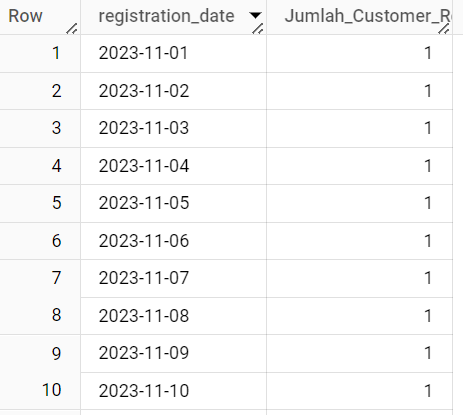 Row registration_date Jumlah_Customer_R
1 2023-11-01 1
2 2023-11-02 1
3 2023-11-03 1
4 2023-11-04 1
5 2023-11-05 1
6 2023-11-06 1
7 2023-11-07 1
8 2023-11-08 1
9 2023-11-09 1
10 2023-11-10 1